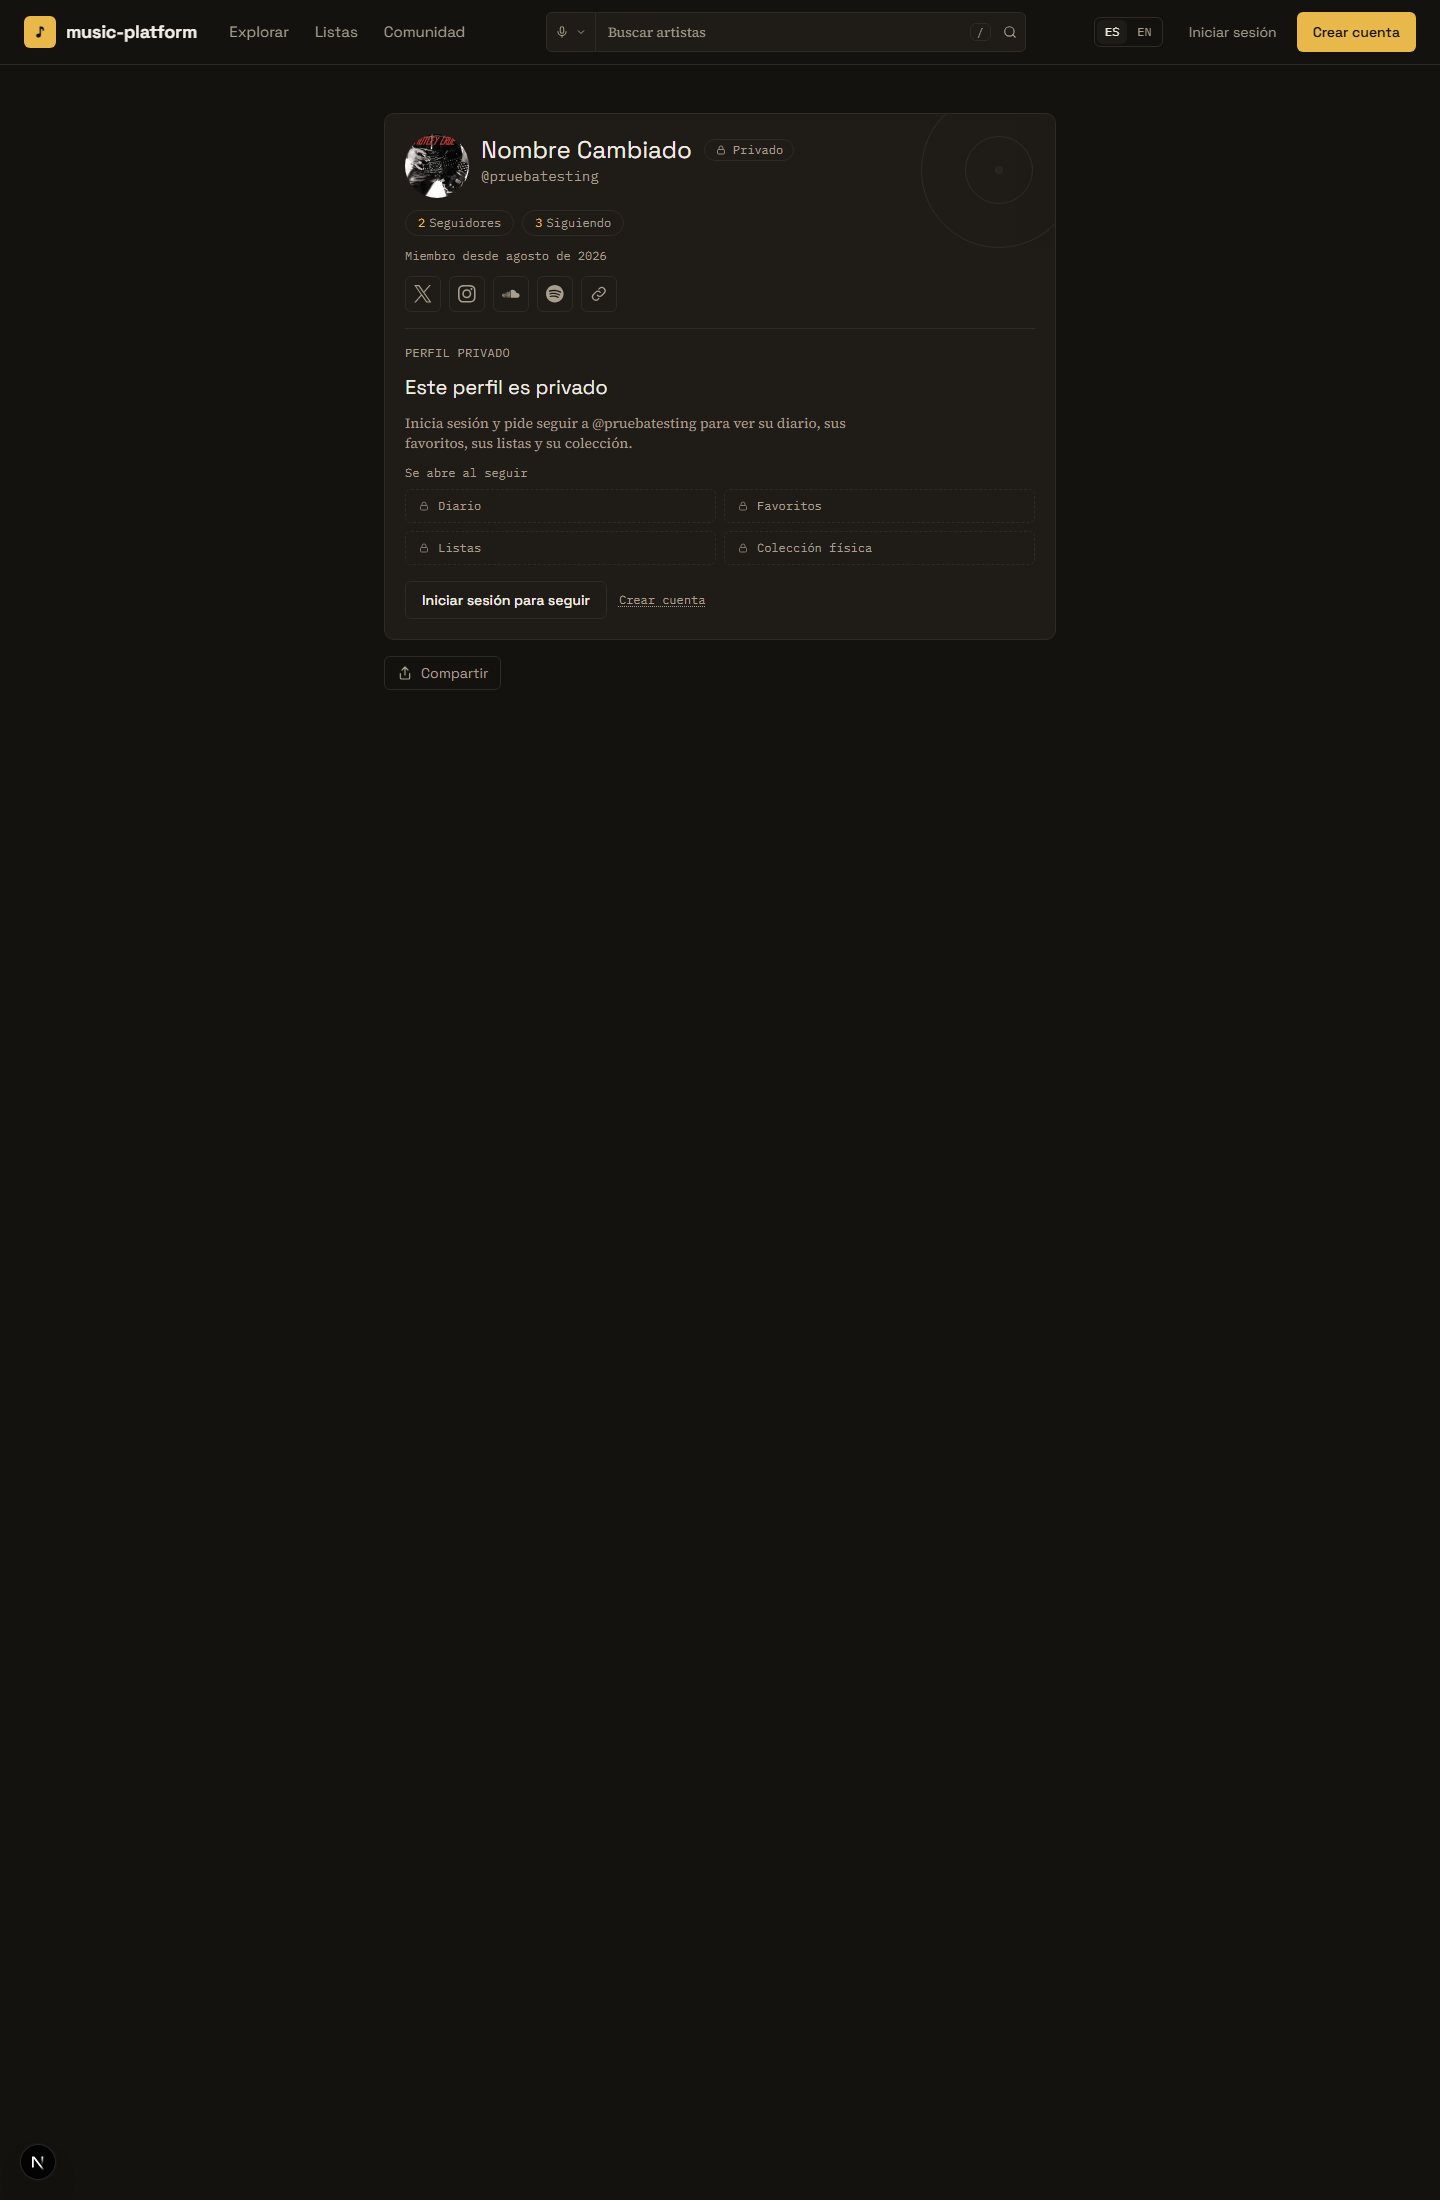 music-platform Explorar Listas Comunidad Buscar artistas / ES EN Iniciar sesión Crear cuenta
Nombre Cambiado Privado
@pruebatesting
2 Seguidores 3 Siguiendo
Miembro desde agosto de 2026
PERFIL PRIVADO
Este perfil es privado
Inicia sesión y pide seguir a @pruebatesting para ver su diario, sus
favoritos, sus listas y su colección.
Se abre al seguir
Diario Favoritos
Listas Colección física
Iniciar sesión para seguir Crear cuenta
Compartir